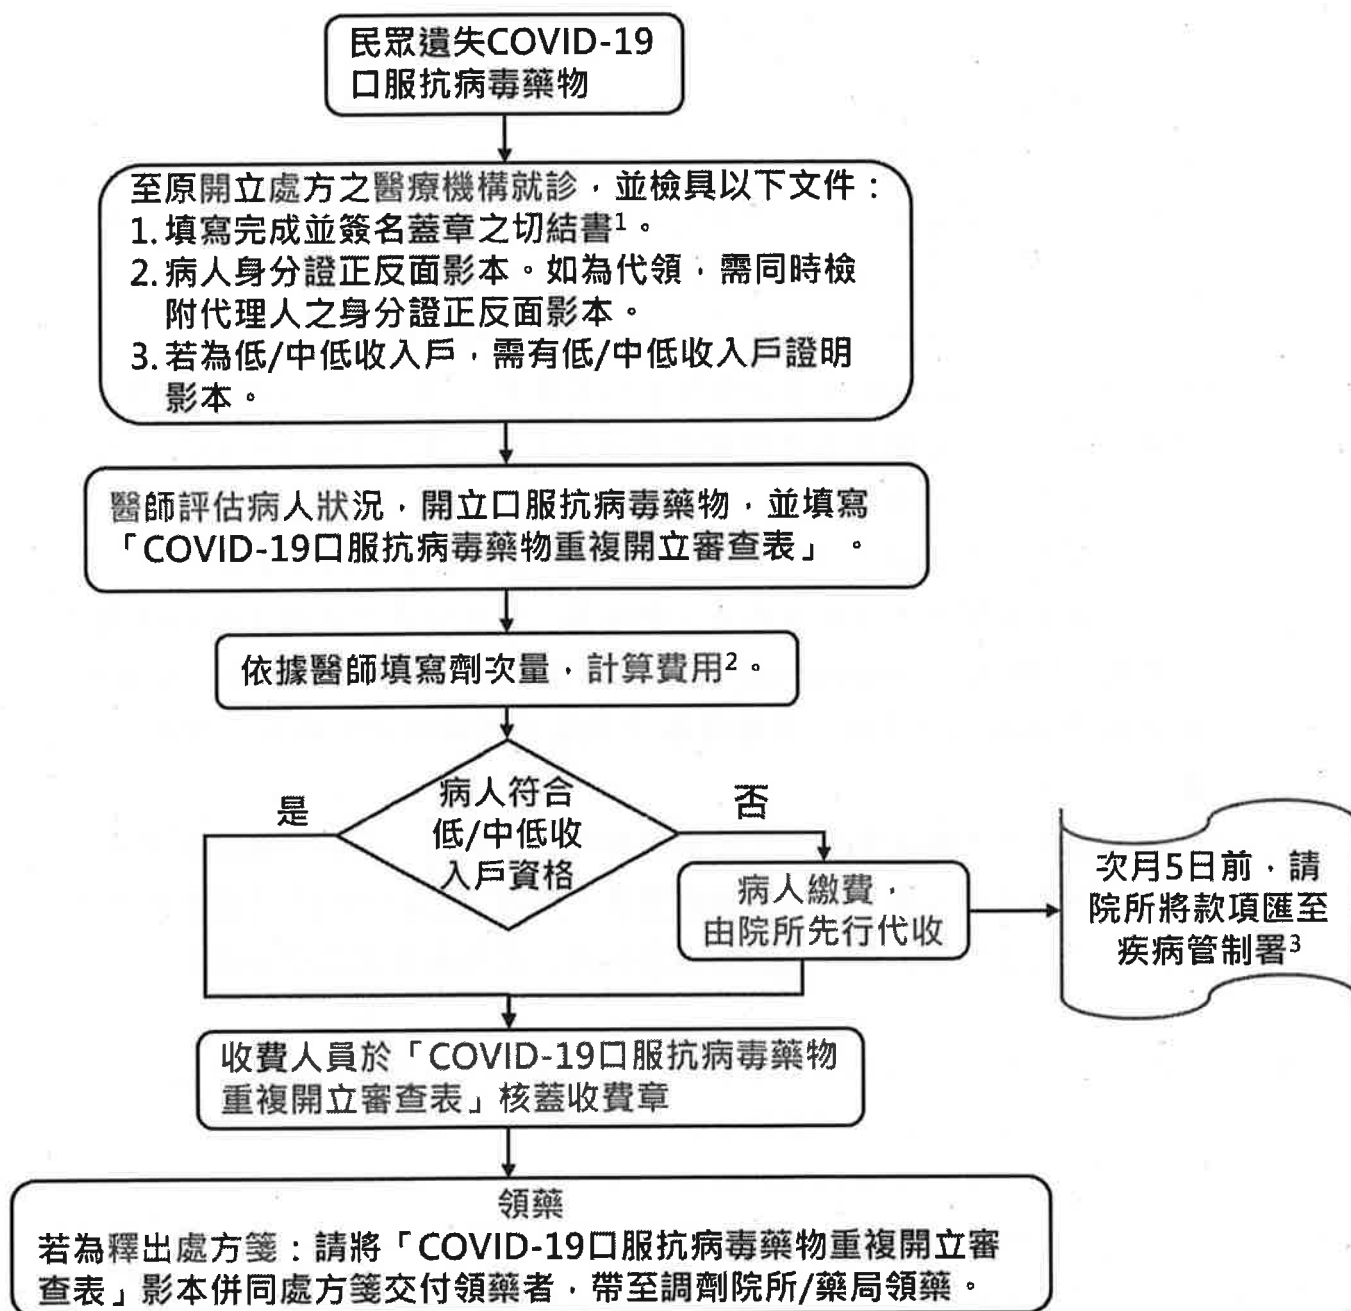 民眾遺失COVID-19
口服抗病毒藥物
至原開立處方之醫療機構就診，並檢具以下文件：
1.填寫完成並簽名蓋章之切結書¹。
2.病人身分證正反面影本。如為代領，需同時檢
附代理人之身分證正反面影本。
3.若為低/中低收入戶，需有低/中低收入戶證明
影本。
醫師評估病人狀況，開立口服抗病毒藥物，並填寫
「COVID-19口服抗病毒藥物重複開立審查表」。
依據醫師填寫劑次量，計算費用²。
病人符合
低/中低收
入戶資格
是
否
病人繳費，
由院所先行代收
次月5日前，請
院所將款項匯至
疾病管制署³
收費人員於「COVID-19口服抗病毒藥物
重複開立審查表」核蓋收費章
領藥
若為釋出處方箋：請將「COVID-19口服抗病毒藥物重複開立審
查表」影本併同處方箋交付領藥者，帶至調劑院所/藥局領藥。